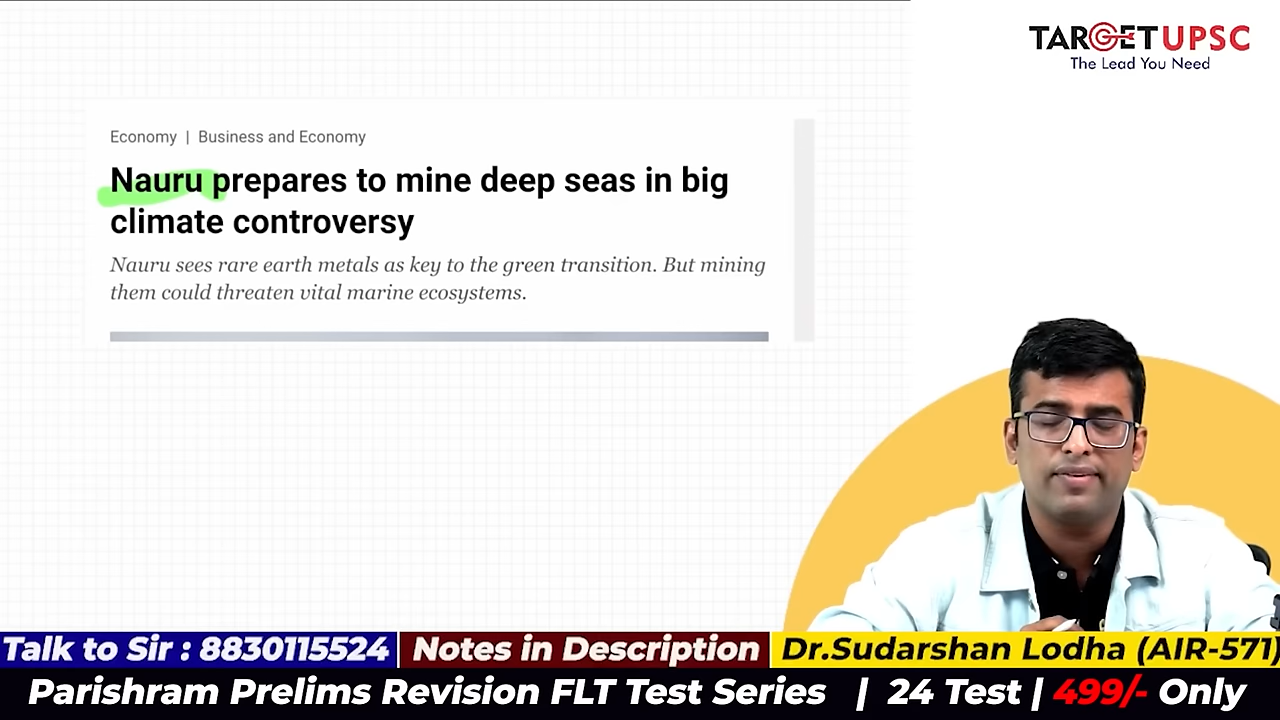 TARGET UPSC
The Lead You Need
Economy | Business and Economy
Nauru prepares to mine deep seas in big
climate controversy
Nauru sees rare earth metals as key to the green transition. But mining
them could threaten vital marine ecosystems.
Talk to Sir : 8830115524 Notes in Description Dr.Sudarshan Lodha (AIR-571)
Parishram Prelims Revision FLT Test Series | 24 Test | 499/- Only